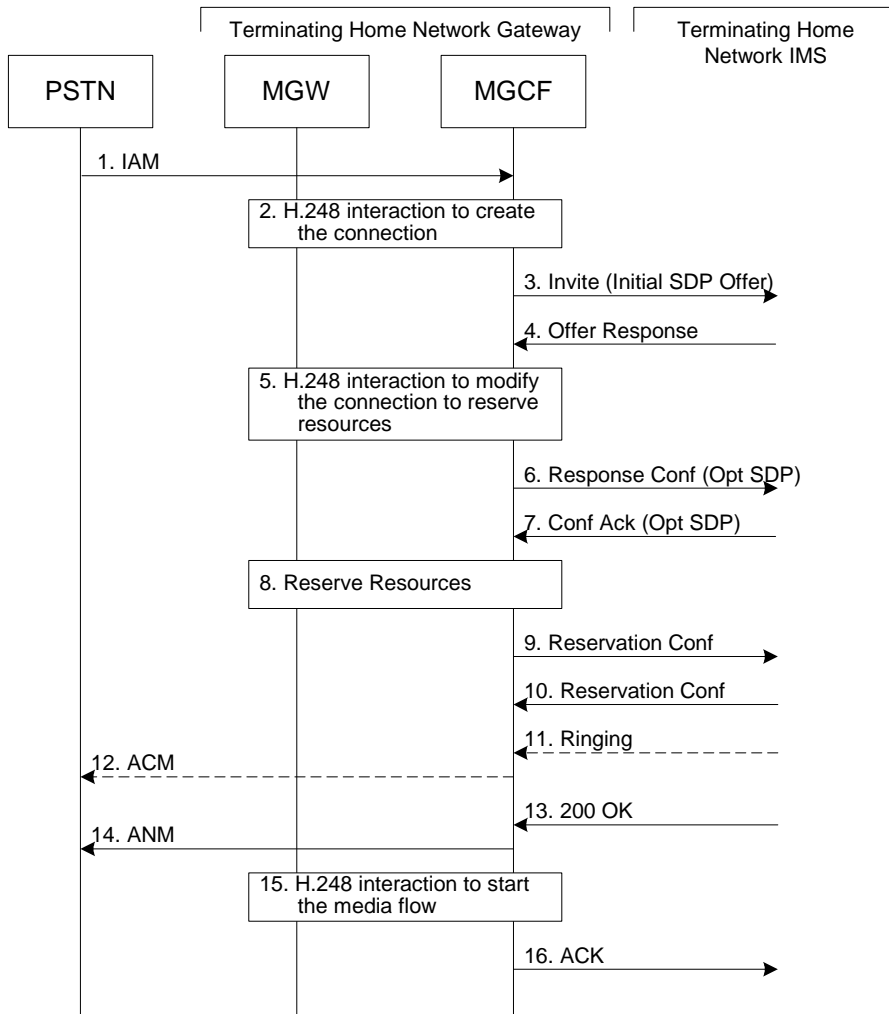 Terminating Home Network Gateway
Terminating Home
Network IMS
PSTN
MGW
MGCF
1. IAM
2. H.248 interaction to create
the connection
3. Invite (Initial SDP Offer)
4. Offer Response
5. H.248 interaction to modify
the connection to reserve
resources
6. Response Conf (Opt SDP)
7. Conf Ack (Opt SDP)
8. Reserve Resources
9. Reservation Conf
10. Reservation Conf
11. Ringing
12. ACM
13. 200 OK
14. ANM
15. H.248 interaction to start
the media flow
16. ACK